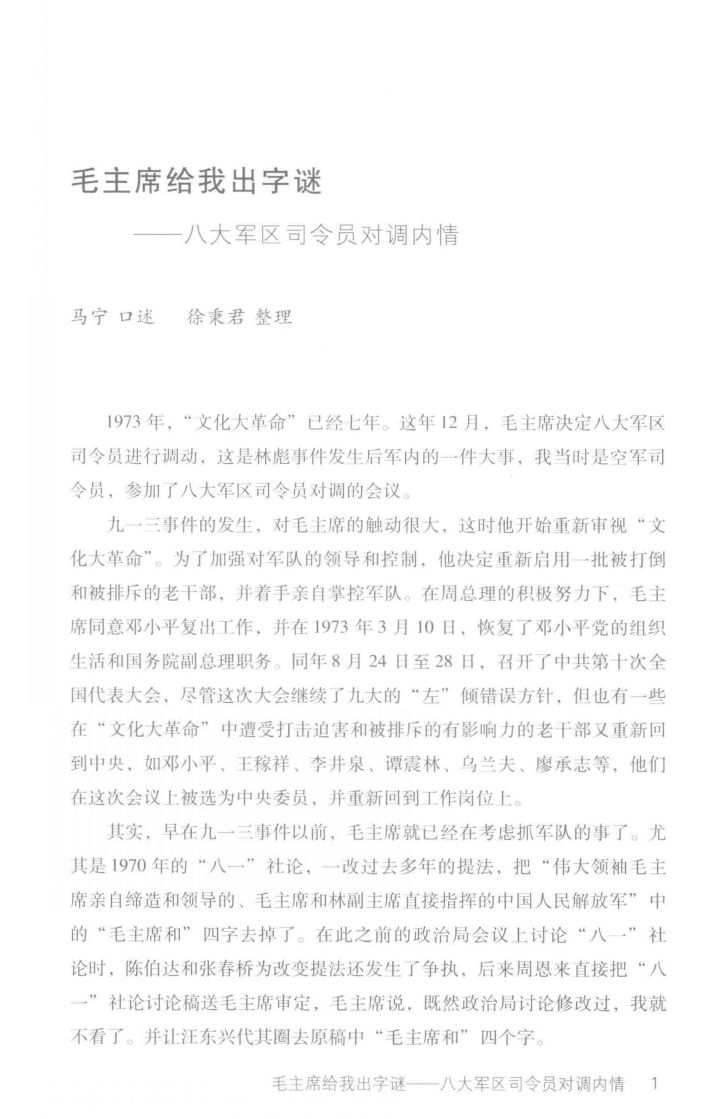 毛主席给我出字谜
——八大军区司令员对调内情
马宁 口述 徐秉君 整理
1973 年，“文化大革命”已经七年。这年 12 月，毛主席决定八大军区
司令员进行调动，这是林彪事件发生后军内的一件大事，我当时是空军司
令员，参加了八大军区司令员对调的会议。
九一三事件的发生，对毛主席的触动很大，这时他开始重新审视“文
化大革命”。为了加强对军队的领导和控制，他决定重新启用一批被打倒
和被排斥的老干部，并着手亲自掌控军队。在周总理的积极努力下，毛主
席同意邓小平复出工作，并在 1973 年 3 月 10 日，恢复了邓小平党的组织
生活和国务院副总理职务。同年 8 月 24 日至 28 日，召开了中共第十次全
国代表大会，尽管这次大会继续了九大的“左”倾错误方针，但也有一些
在“文化大革命”中遭受打击迫害和被排斥的有影响力的老干部又重新回
到中央，如邓小平、王稼祥、李井泉、谭震林、乌兰夫、廖承志等，他们
在这次会议上被选为中央委员，并重新回到工作岗位上。
其实，早在九一三事件以前，毛主席就已经在考虑抓军队的事了。尤
其是 1970 年的“八一”社论，一改过去多年的提法，把“伟大领袖毛主
席亲自缔造和领导的、毛主席和林副主席直接指挥的中国人民解放军”中
的“毛主席和”四字去掉了。在此之前的政治局会议上讨论“八一”社
论时，陈伯达和张春桥为改变提法还发生了争执，后来周恩来直接把“八
一”社论讨论稿送毛主席审定，毛主席说，既然政治局讨论修改过，我就
不看了。并让汪东兴代其圈去原稿中“毛主席和”四个字。
毛主席给我出字谜——八大军区司令员对调内情 1